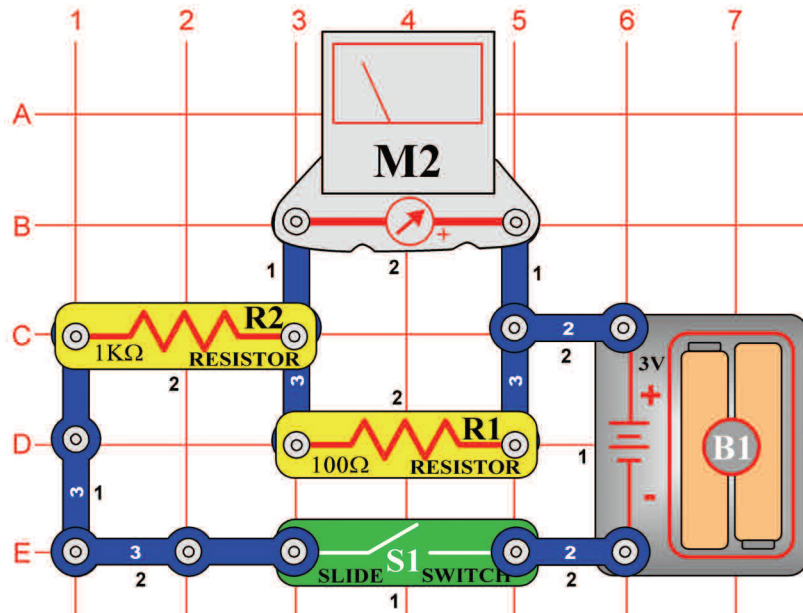 1 2 3 4 5 6 7
A
M2
B
+
1 2 1
C
R2
1KΩ RESISTOR
2
2
2
3V
+
3 2 3
D
R1
100Ω RESISTOR
1
B1
3 1
-
E
3
2
S1
SLIDE SWITCH
1
2
2